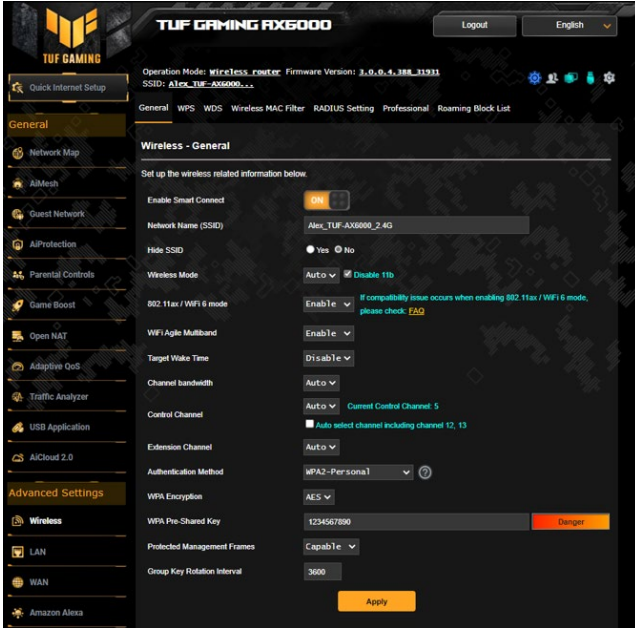 TUF GAMING
TUF GAMING AX6000
Logout
English
Quick Internet Setup
Operation Mode: Wireless router Firmware Version: 3.0.0.4.388_31931
SSID: Alex_TUF-AX6000...
General WPS WDS Wireless MAC Filter RADIUS Setting Professional Roaming Block List
General
Network Map
AiMesh
Guest Network
AiProtection
Parental Controls
Game Boost
Open NAT
Adaptive QoS
Traffic Analyzer
USB Application
AiCloud 2.0
Advanced Settings
Wireless
LAN
WAN
Amazon Alexa
Wireless - General
Set up the wireless related information below.
Enable Smart Connect ON
Network Name (SSID) Alex_TUF-AX6000_2.4G
Hide SSID Yes No
Wireless Mode Auto Disable 11b
802.11ax / WiFi 6 mode Enable If compatibility issue occurs when enabling 802.11ax / WiFi 6 mode,
please check: FAQ
WiFi Agile Multiband Enable
Target Wake Time Disable
Channel bandwidth Auto
Control Channel Auto Current Control Channel: 5
Auto select channel including channel 12, 13
Extension Channel Auto
Authentication Method WPA2-Personal ?
WPA Encryption AES
WPA Pre-Shared Key 1234567890 Danger
Protected Management Frames Capable
Group Key Rotation Interval 3600
Apply